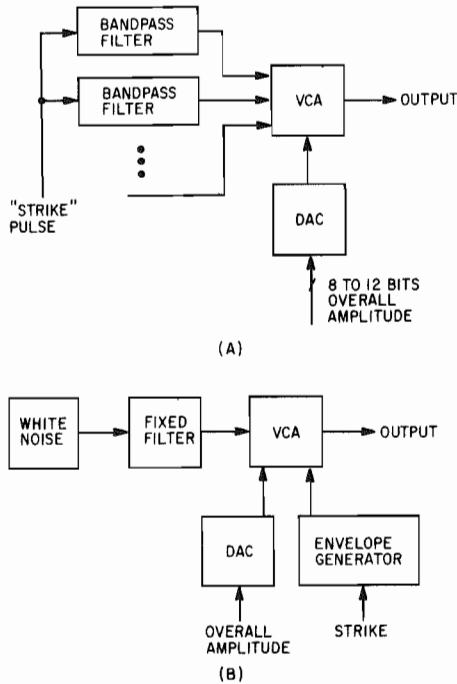 BANDPASS
FILTER
BANDPASS
FILTER
VCA
OUTPUT
"STRIKE"
PULSE
DAC
8 TO 12 BITS
OVERALL
AMPLITUDE
(A)
WHITE
NOISE
FIXED
FILTER
VCA
OUTPUT
DAC
ENVELOPE
GENERATOR
OVERALL
AMPLITUDE
STRIKE
(B)